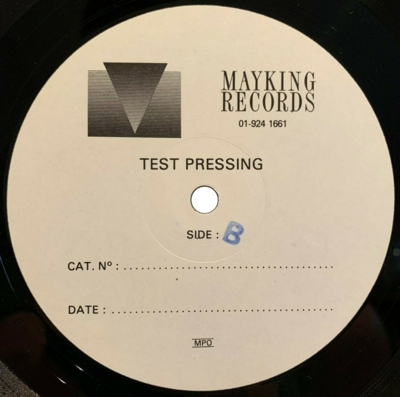 MAYKING
RECORDS
01-924 1661
TEST PRESSING
SIDE : B
CAT. Nº : ......................................
DATE : ........................................
MPO